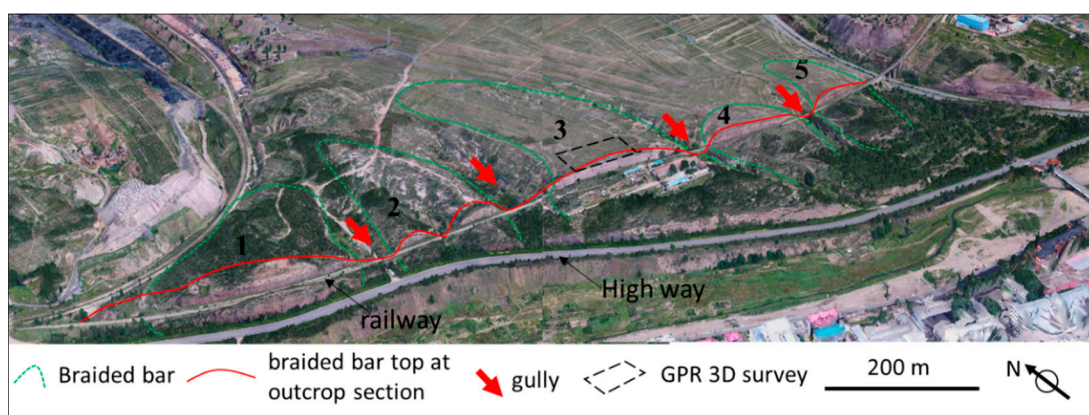 5
3
4
2
1
High way
railway
Braided bar
braided bar top at
outcrop section
gully
GPR 3D survey
200 m
N